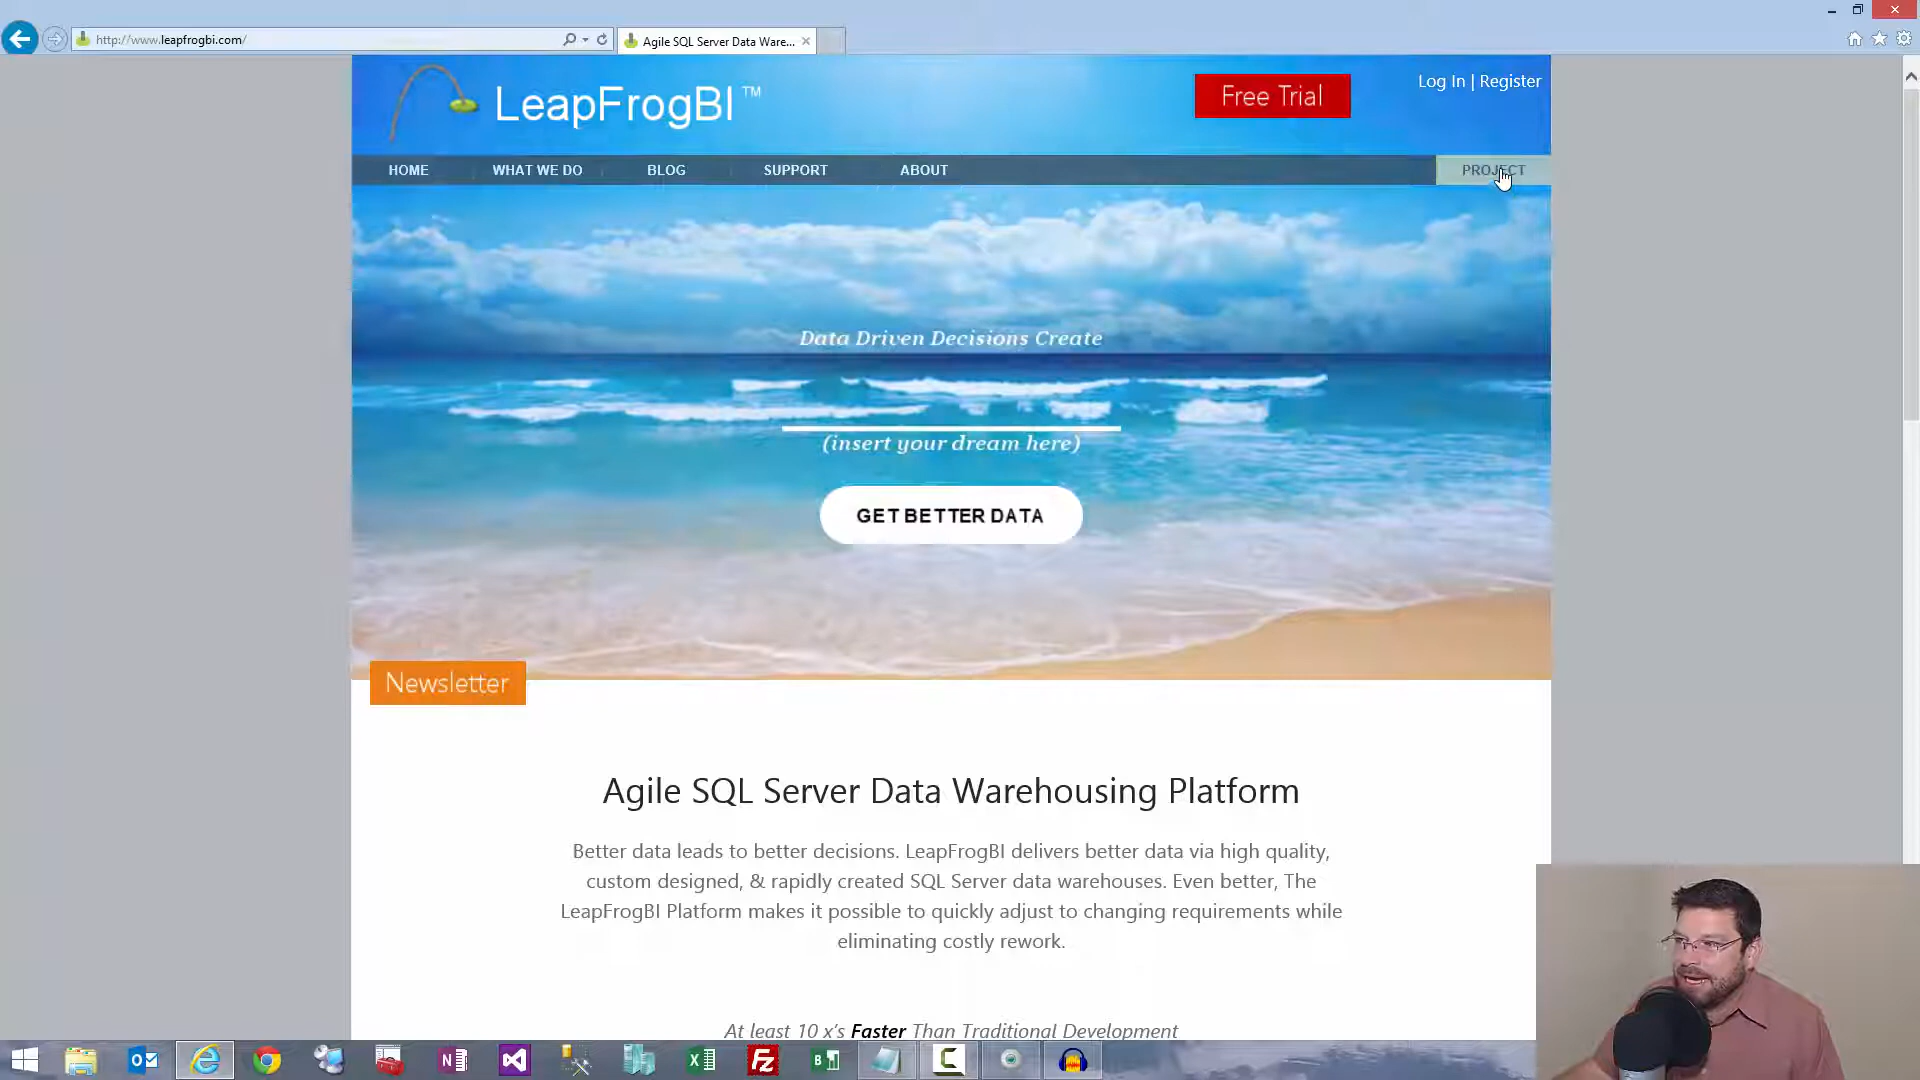 http://www.leapfrogbi.com/
Agile SQL Server Data Ware...
LeapFrogBI™
Free Trial
Log In | Register
HOME
WHAT WE DO
BLOG
SUPPORT
ABOUT
PROJECT
Data Driven Decisions Create
(insert your dream here)
GET BETTER DATA
Newsletter
Agile SQL Server Data Warehousing Platform
Better data leads to better decisions. LeapFrogBI delivers better data via high quality,
custom designed, & rapidly created SQL Server data warehouses. Even better, The
LeapFrogBI Platform makes it possible to quickly adjust to changing requirements while
eliminating costly rework.
At least 10 x's Faster Than Traditional Development